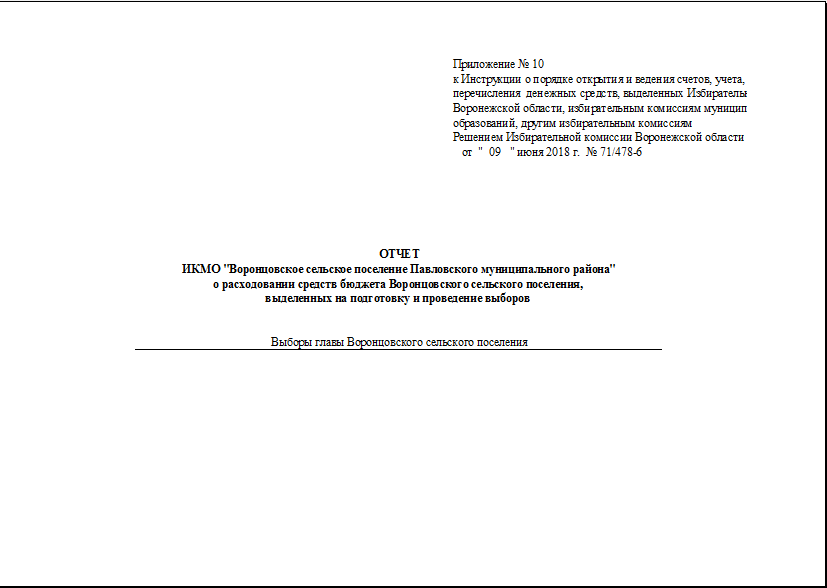 Приложение № 10
к Инструкции о порядке открытия и ведения счетов, учета,
перечисления денежных средств, выделенных Избиратель
Воронежской области, избирательным комиссиям муницип
образований, другим избирательным комиссиям
Решением Избирательной комиссии Воронежской области
от " 09 " июня 2018 г. № 71/478-6
ОТЧЕТ
ИКМО "Воронцовское сельское поселение Павловского муниципального района"
о расходовании средств бюджета Воронцовского сельского поселения,
выделенных на подготовку и проведение выборов
Выборы главы Воронцовского сельского поселения